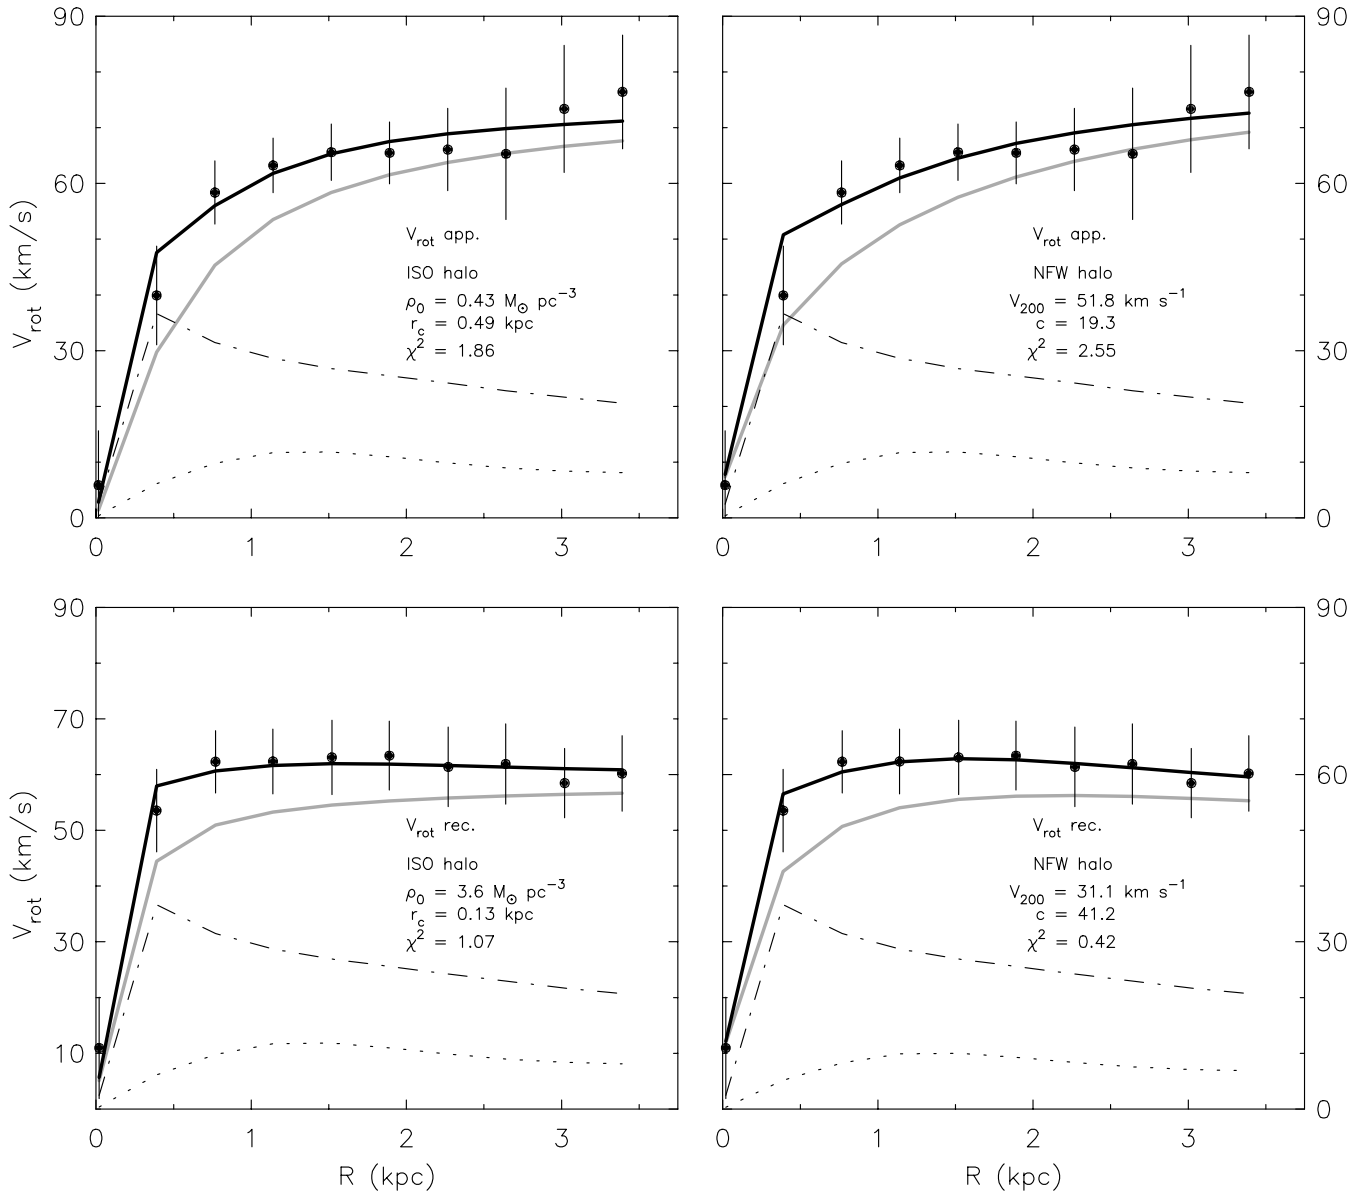 90
60
30
0
0 1 2 3
V_rot (km/s)
V_rot app.
ISO halo
ρ_0 = 0.43 M_⊙ pc^−3
r_c = 0.49 kpc
χ^2 = 1.86
90
60
30
0
0 1 2 3
V_rot app.
NFW halo
V_200 = 51.8 km s^−1
c = 19.3
χ^2 = 2.55
90
70
50
30
10
0 1 2 3
V_rot (km/s)
R (kpc)
V_rot rec.
ISO halo
ρ_0 = 3.6 M_⊙ pc^−3
r_c = 0.13 kpc
χ^2 = 1.07
90
60
30
0
0 1 2 3
R (kpc)
V_rot rec.
NFW halo
V_200 = 31.1 km s^−1
c = 41.2
χ^2 = 0.42